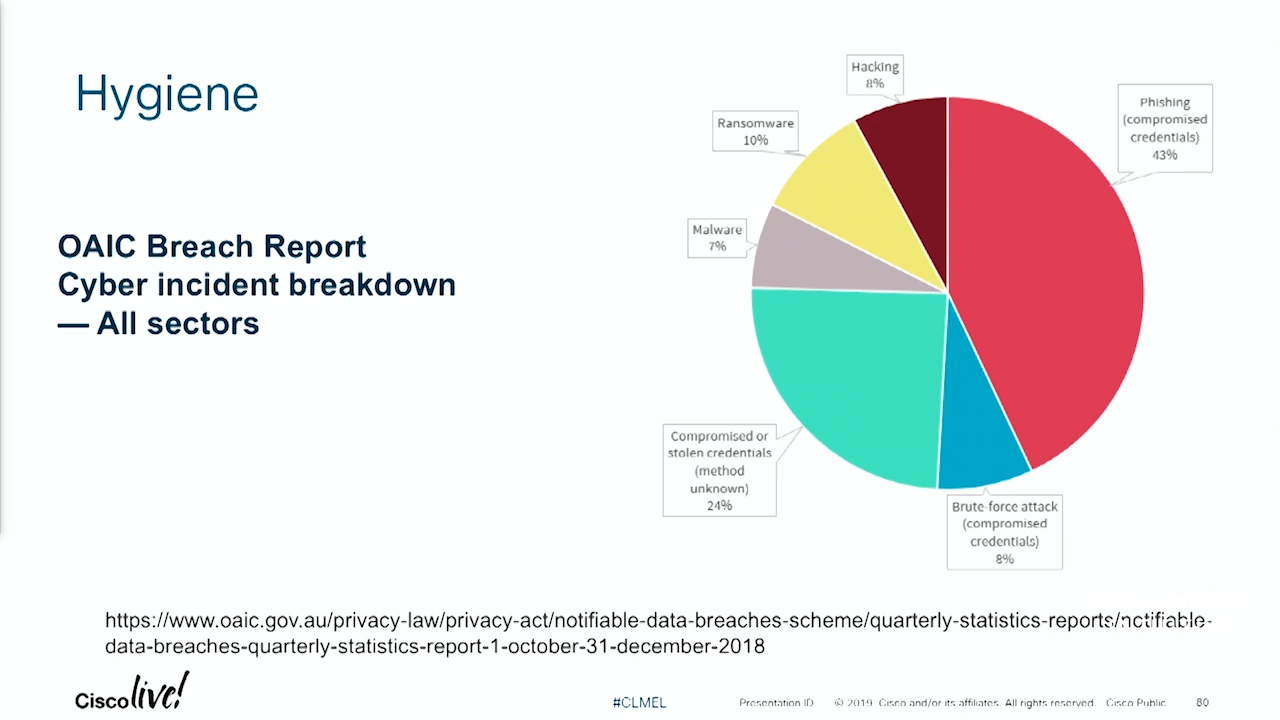 Hygiene
OAIC Breach Report
Cyber incident breakdown
— All sectors
Hacking
8%
Ransomware
10%
Malware
7%
Phishing
(compromised
credentials)
43%
Compromised or
stolen credentials
(method
unknown)
24%
Brute-force attack
(compromised
credentials)
8%
https://www.oaic.gov.au/privacy-law/privacy-act/notifiable-data-breaches-scheme/quarterly-statistics-reports/notifiable-
data-breaches-quarterly-statistics-report-1-october-31-december-2018
Cisco live!
#CLMEL
Presentation ID
© 2019 Cisco and/or its affiliates. All rights reserved. Cisco Public
80